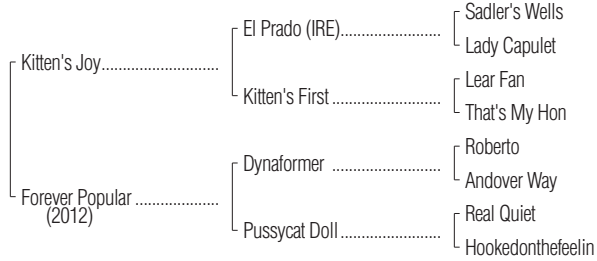 Sadler's Wells
El Prado (IRE)..........................
Lady Capulet
Kitten's Joy..............................
Lear Fan
Kitten's First ............................
That's My Hon
Roberto
Dynaformer ............................
Andover Way
Forever Popular .....................
(2012)
Real Quiet
Pussycat Doll..........................
Hookedonthefeelin